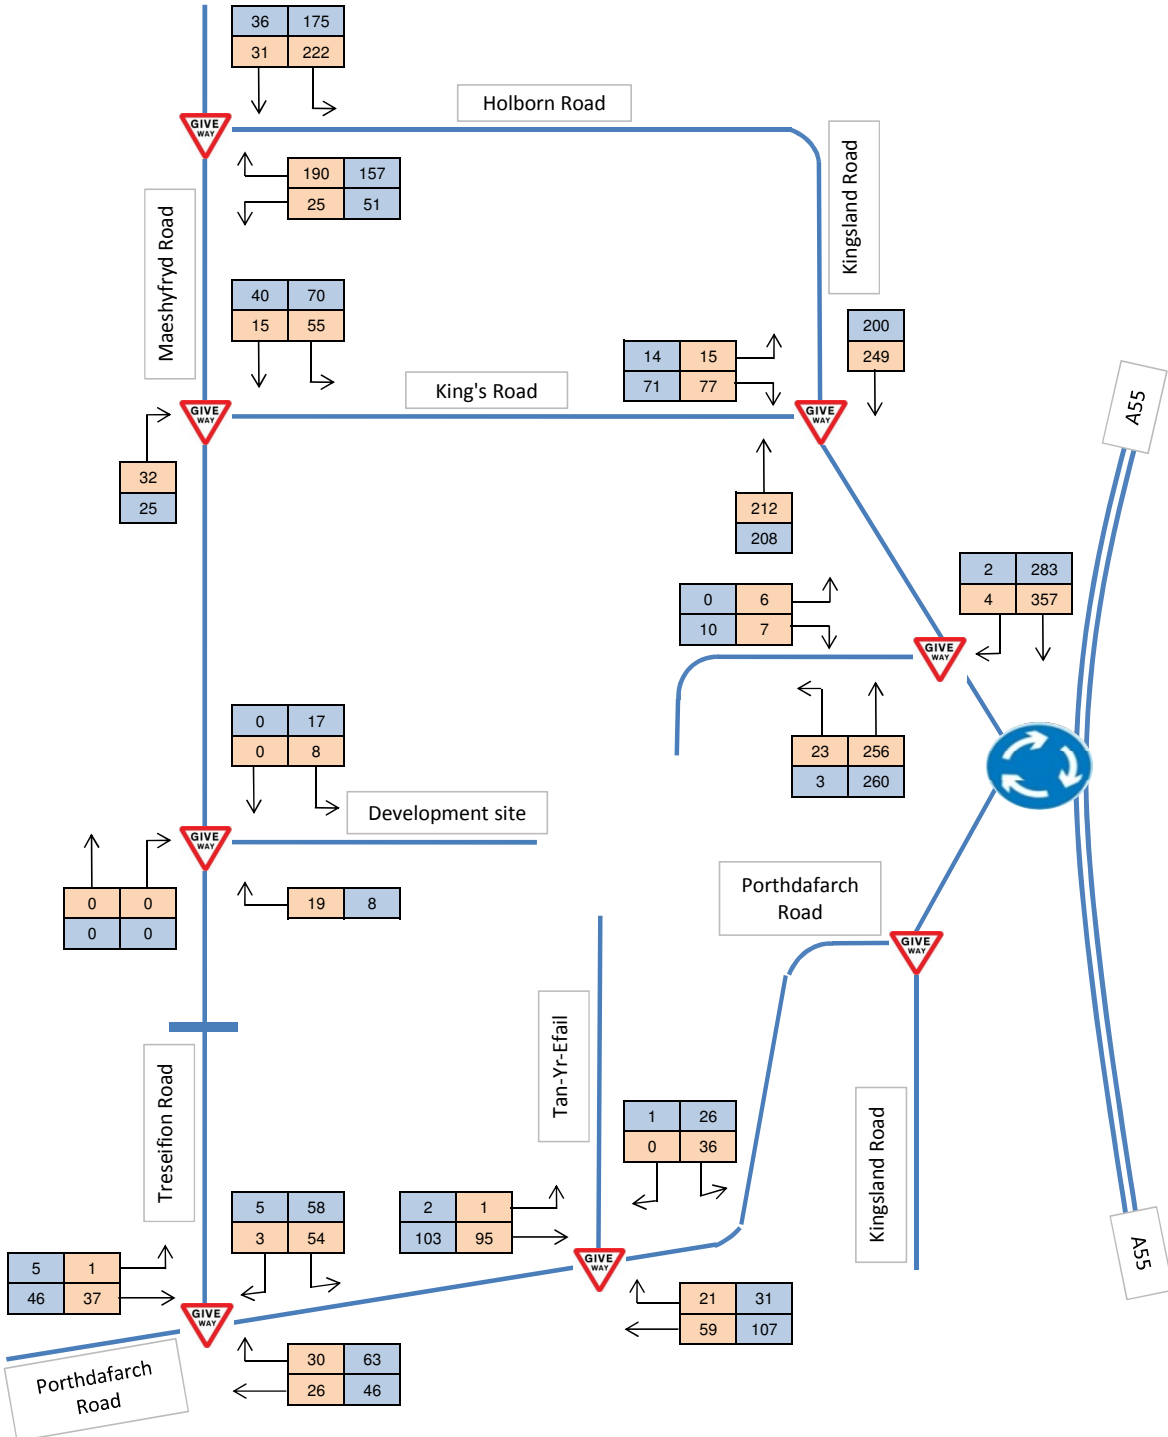 36 175
31 222
Holborn Road
GIVE
WAY
190 157
25 51
Kingsland Road
Maeshyfryd Road
40 70
15 55
200
249
14 15
71 77
King's Road
GIVE
WAY
GIVE
WAY
A55
32
25
212
208
2 283
4 357
0 6
10 7
GIVE
WAY
0 17
0 8
23 256
3 260
Development site
GIVE
WAY
0 0
0 0
19 8
Porthdafarch
Road
GIVE
WAY
Tan-Yr-Efail
Treseifion Road
Kingsland Road
1 26
0 36
5 58
3 54
2 1
103 95
A55
5 1
46 37
GIVE
WAY
21 31
59 107
GIVE
WAY
30 63
26 46
Porthdafarch
Road